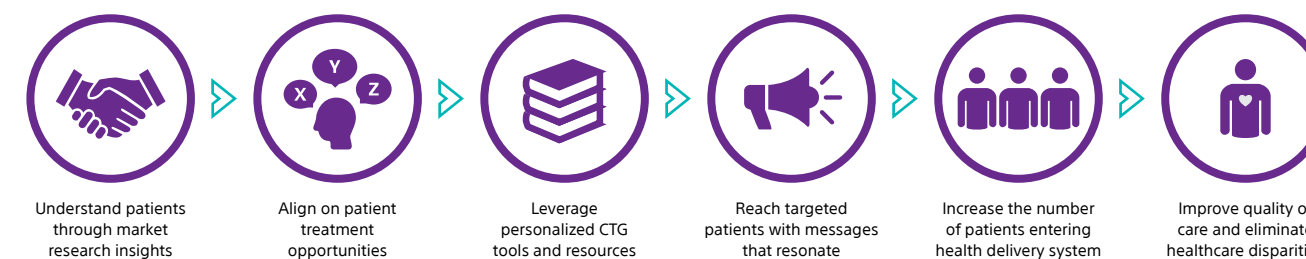 Y
X
Z
Understand patients
through market
research insights
Align on patient
treatment
opportunities
Leverage
personalized CTG
tools and resources
Reach targeted
patients with messages
that resonate
Increase the number
of patients entering
health delivery system
Improve quality
care and
healthcare